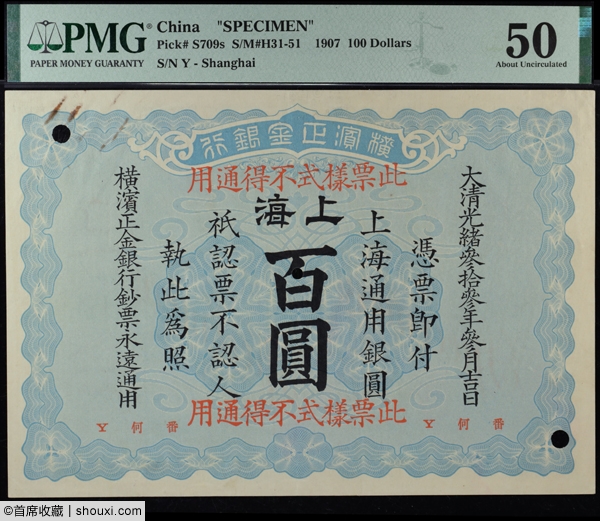 PMG
PAPER MONEY GUARANTY
China "SPECIMEN"
Pick# S709s S/M#H31-51 1907 100 Dollars
S/N Y - Shanghai
50
About Uncirculated
行銀金正濱橫
用通得不式樣票此
海上
大清光緒叄拾叄年叄月吉日
憑票即付
上海通用銀圓
百圓
祇認票不認人
執此爲照
橫濱正金銀行鈔票永遠通用
用通得不式樣票此
Y 何 番
Y 何 番
©首席收藏 | shouxi.com